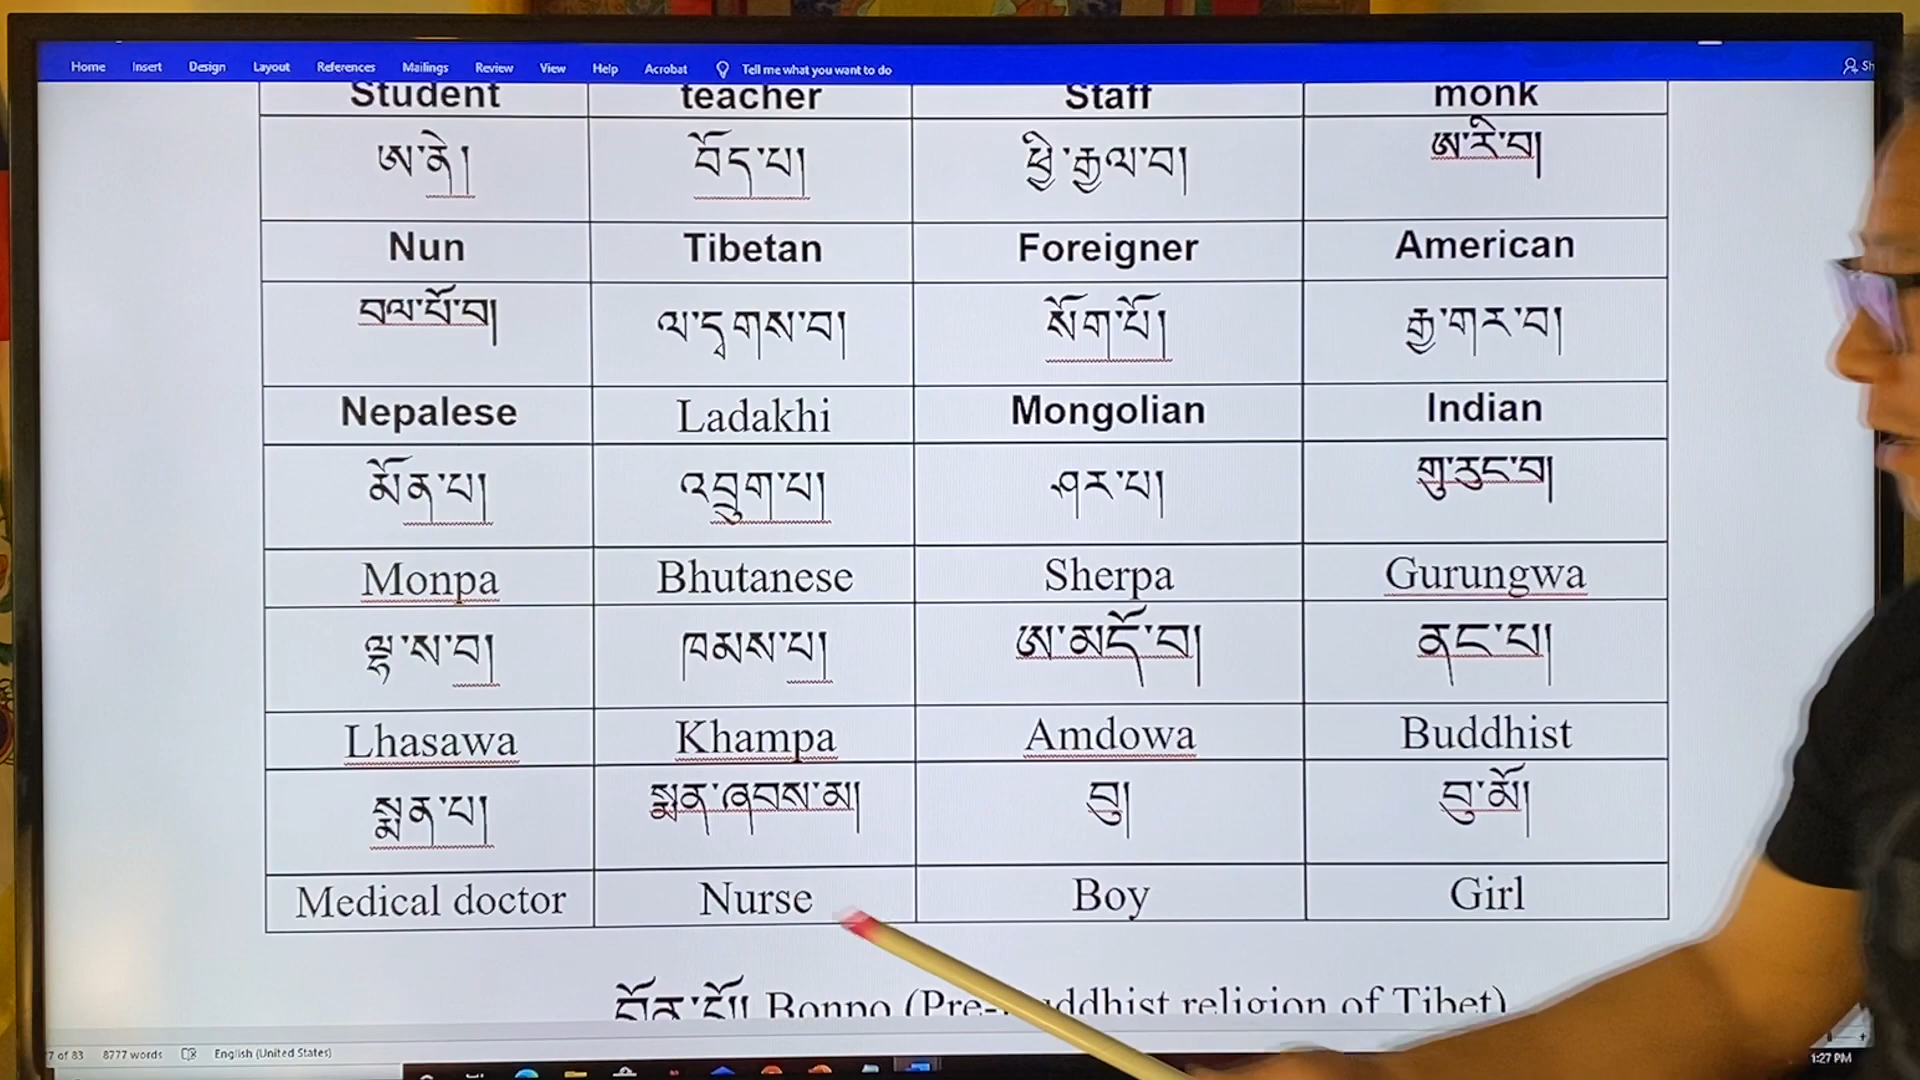 Home Insert Design Layout References Mailings Review View Help Acrobat Tell me what you want to do
Student teacher Staff monk
ཨ་ནེ། བོད་པ། ཕྱི་རྒྱལ་བ། ཨ་རི་བ།
Nun Tibetan Foreigner American
བལ་པོ་བ། ལ་དྭགས་བ། སོག་པོ། རྒྱ་གར་བ།
Nepalese Ladakhi Mongolian Indian
མོན་པ། འབྲུག་པ། ཤར་པ། གུ་རུང་བ།
Monpa Bhutanese Sherpa Gurungwa
ལྷ་ས་བ། ཁམས་པ། ཨ་མདོ་བ། ནང་པ།
Lhasawa Khampa Amdowa Buddhist
སྨན་པ། སྨན་ཞབས་མ། བུ། བུ་མོ།
Medical doctor Nurse Boy Girl
བོན་པོ།། Bonpo (Pre- religion of Tibet)
7 of 83 8777 words English (United States)
1:27 PM